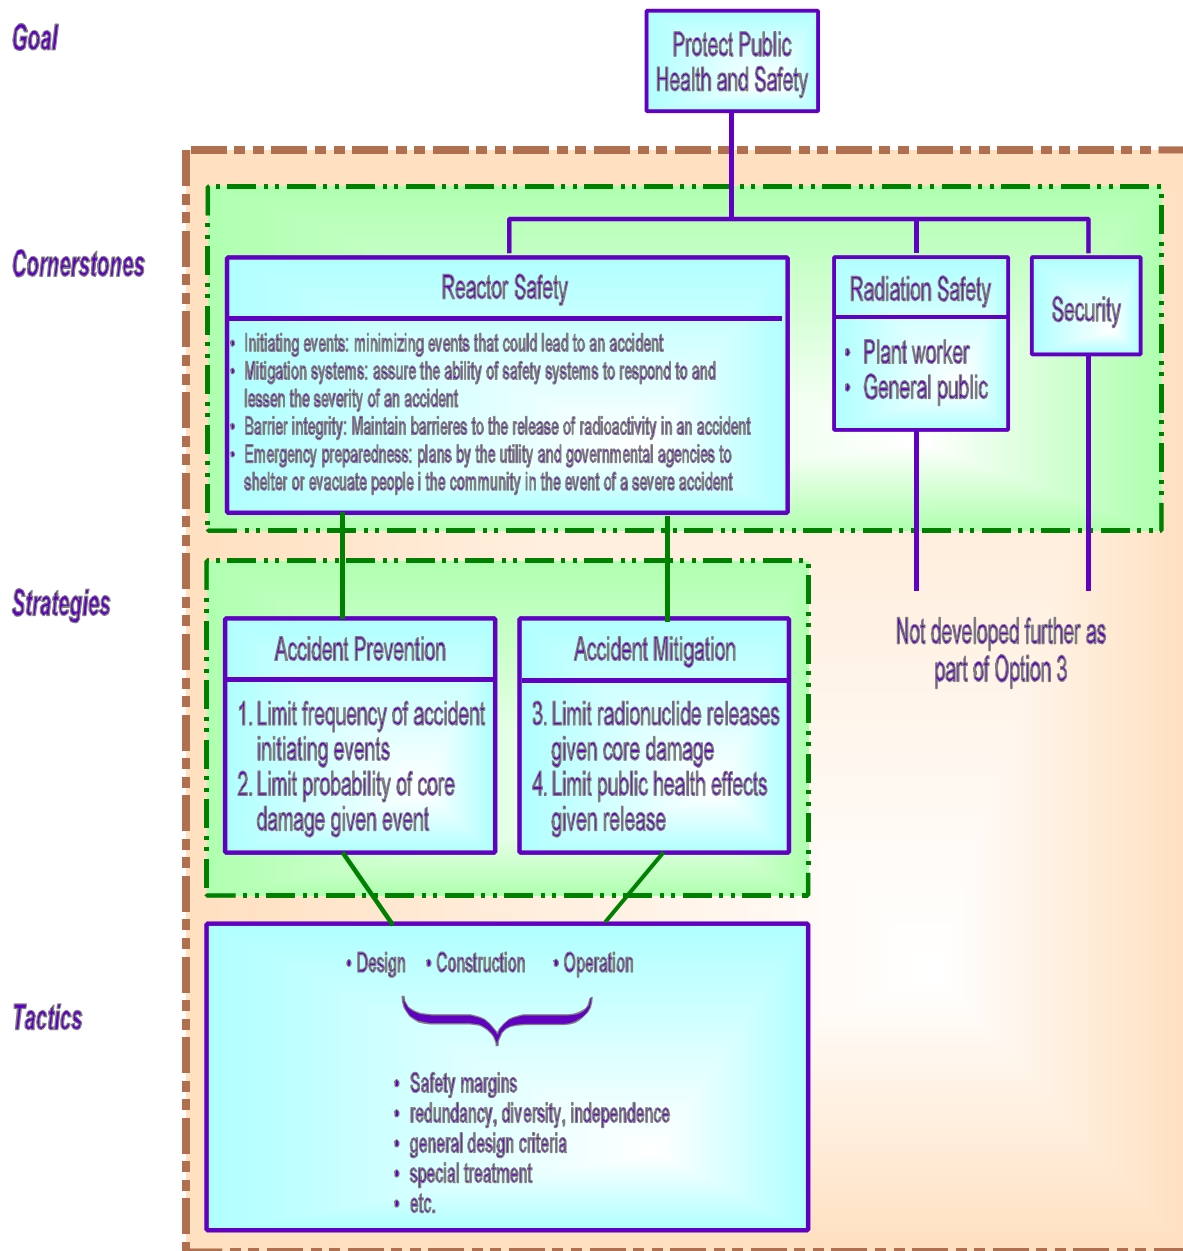 Goal
Protect Public
Health and Safety
Cornerstones
Reactor Safety
• Initiating events: minimizing events that could lead to an accident
• Mitigation systems: assure the ability of safety systems to respond to and
lessen the severity of an accident
• Barrier integrity: Maintain barrieres to the release of radioactivity in an accident
• Emergency preparedness: plans by the utility and governmental agencies to
shelter or evacuate people i the community in the event of a severe accident
Radiation Safety
• Plant worker
• General public
Security
Strategies
Accident Prevention
1. Limit frequency of accident
initiating events
2. Limit probability of core
damage given event
Accident Mitigation
3. Limit radionuclide releases
given core damage
4. Limit public health effects
given release
Not developed further as
part of Option 3
Tactics
• Design • Construction • Operation
• Safety margins
• redundancy, diversity, independence
• general design criteria
• special treatment
• etc.